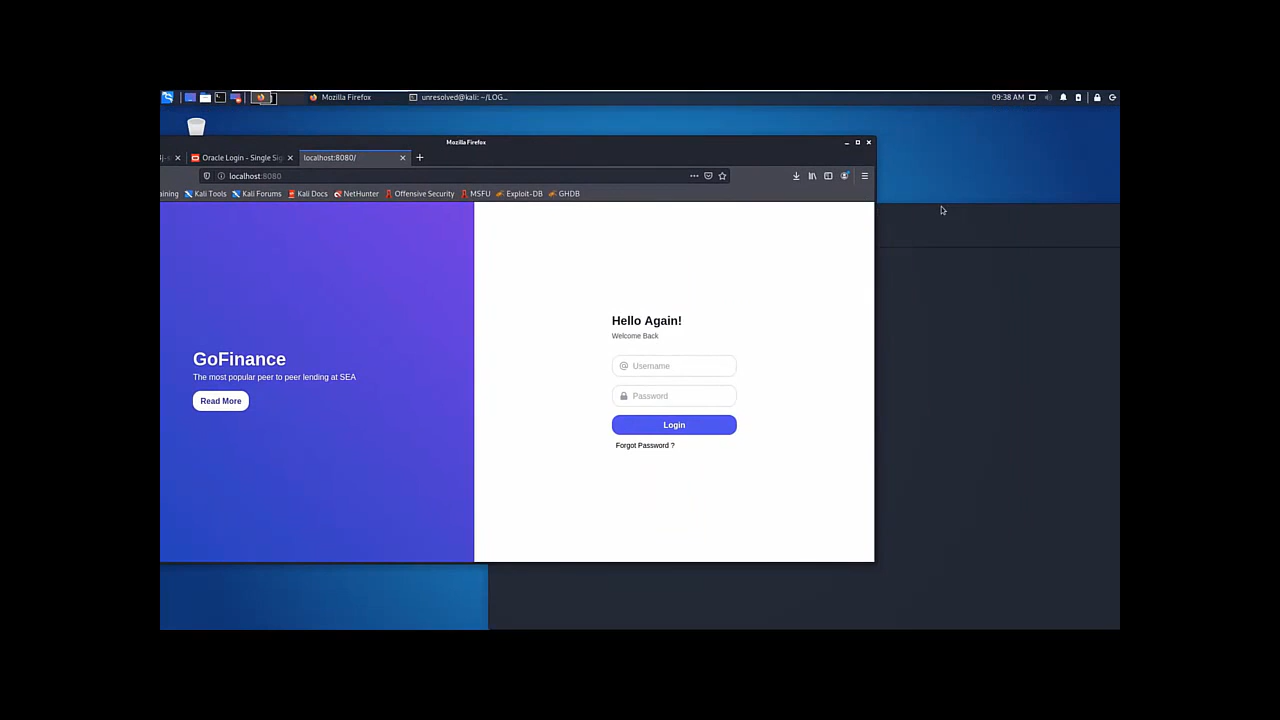 Mozilla Firefox
unresolved@kali: ~/LOG...
09:38 AM
Mozilla Firefox
Oracle Login - Single Sig
localhost:8080/
localhost:8080
aining
Kali Tools
Kali Forums
Kali Docs
NetHunter
Offensive Security
MSFU
Exploit-DB
GHDB
GoFinance
The most popular peer to peer lending at SEA
Read More
Hello Again!
Welcome Back
Username
Password
Login
Forgot Password ?